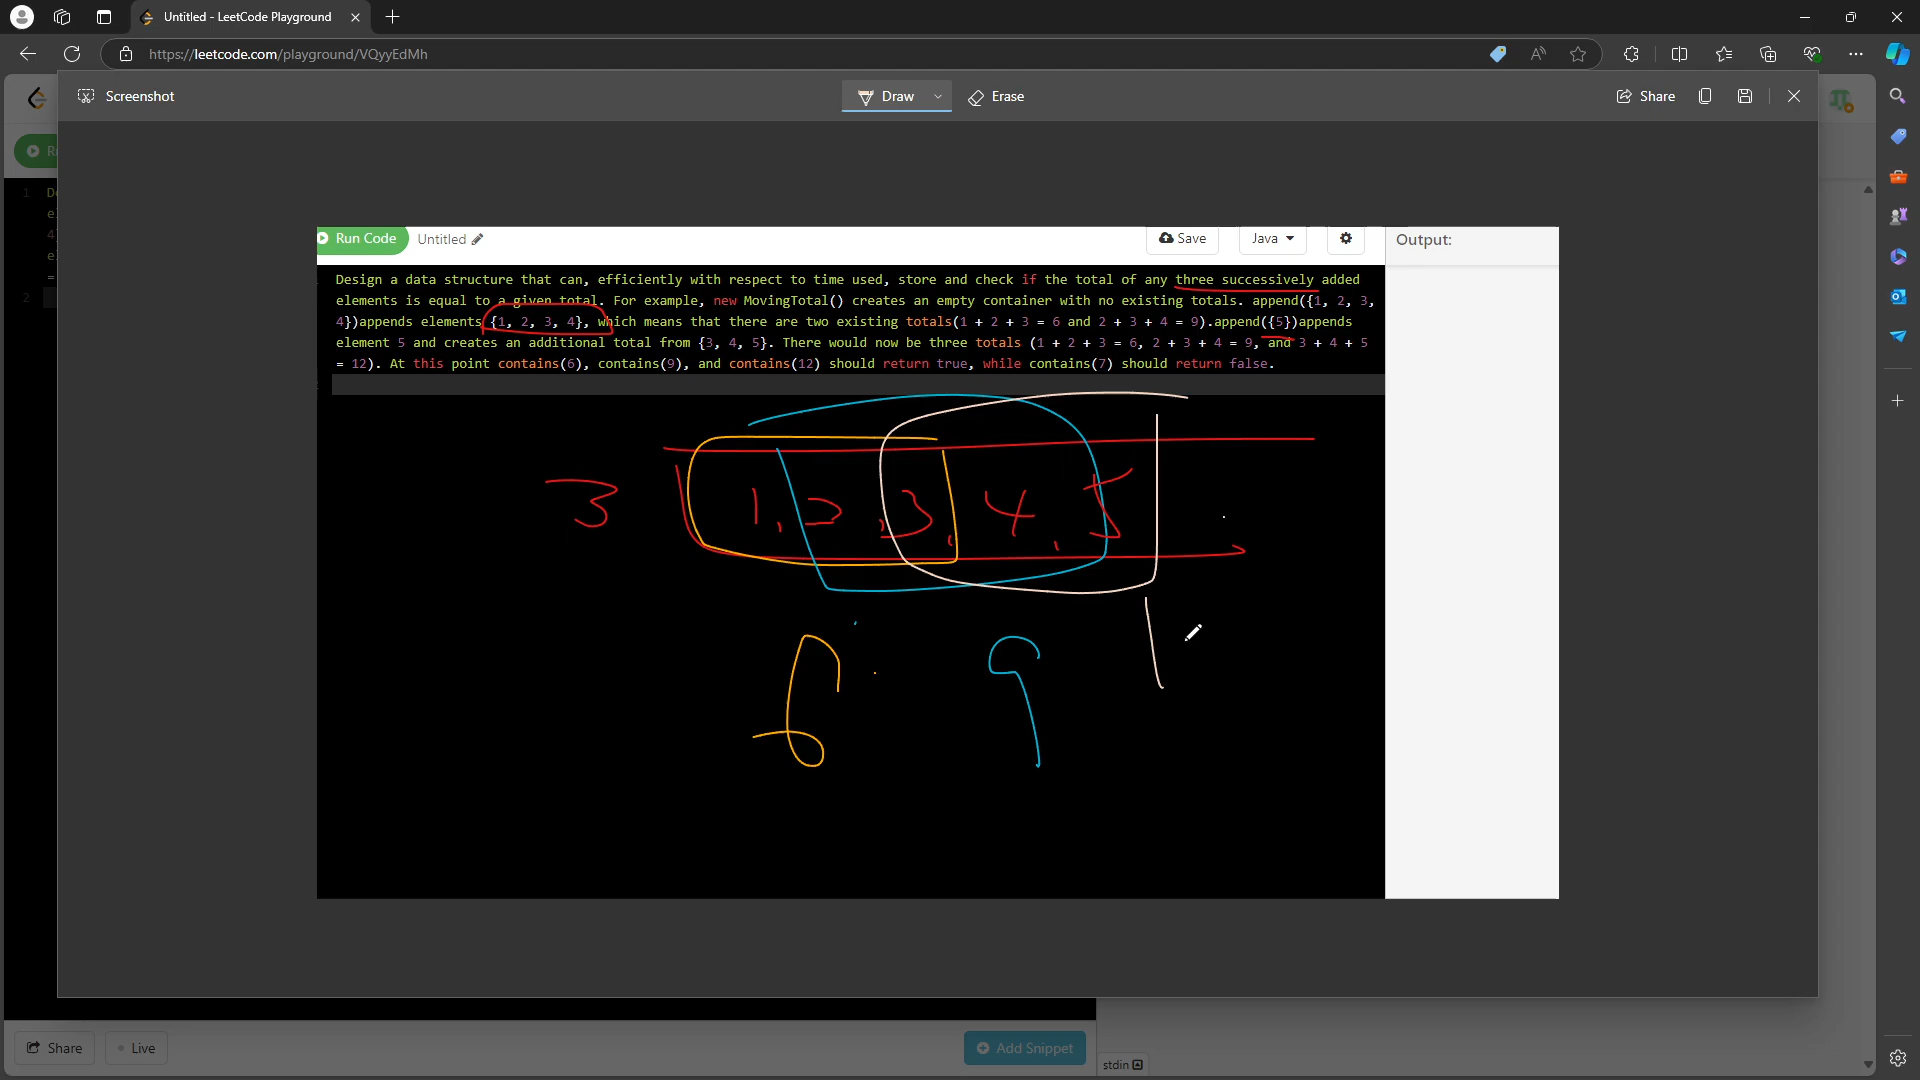 Untitled - LeetCode Playground
https://leetcode.com/playground/VQyyEdMh
Screenshot
Draw
Erase
Share
Run Code
Untitled
Save
Java
Output:
Design a data structure that can, efficiently with respect to time used, store and check if the total of any three successively added
elements is equal to a given total. For example, new MovingTotal() creates an empty container with no existing totals. append({1, 2, 3,
4})appends elements {1, 2, 3, 4}, which means that there are two existing totals(1 + 2 + 3 = 6 and 2 + 3 + 4 = 9).append({5})appends
element 5 and creates an additional total from {3, 4, 5}. There would now be three totals (1 + 2 + 3 = 6, 2 + 3 + 4 = 9, and 3 + 4 + 5
= 12). At this point contains(6), contains(9), and contains(12) should return true, while contains(7) should return false.
3 1, 2, 3, 4, 5
6 9 1
1
2
Share
Live
Add Snippet
stdin